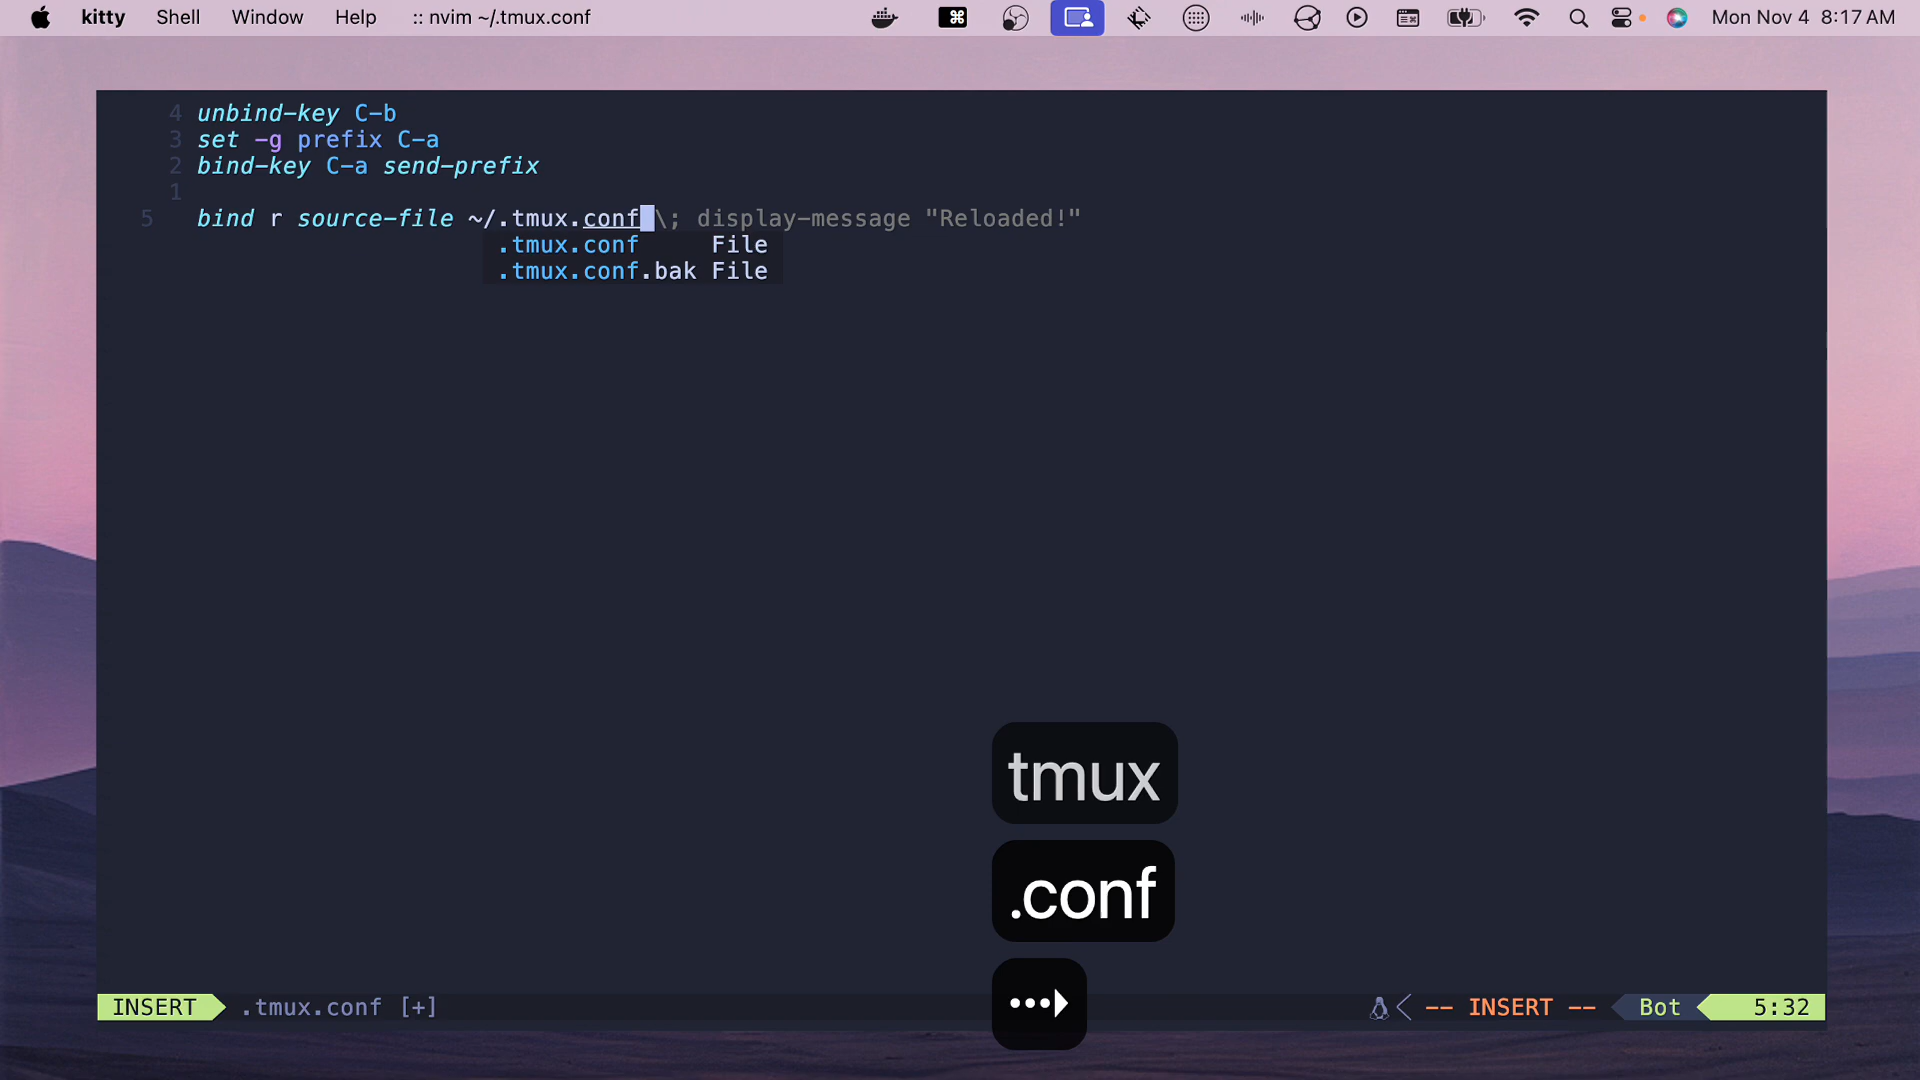 kitty Shell Window Help :: nvim ~/.tmux.conf Mon Nov 4 8:17 AM
4 unbind-key C-b
3 set -g prefix C-a
2 bind-key C-a send-prefix
1
5 bind r source-file ~/.tmux.conf \; display-message "Reloaded!"
.tmux.conf File
.tmux.conf.bak File
tmux
.conf
INSERT .tmux.conf [+] -- INSERT -- Bot 5:32